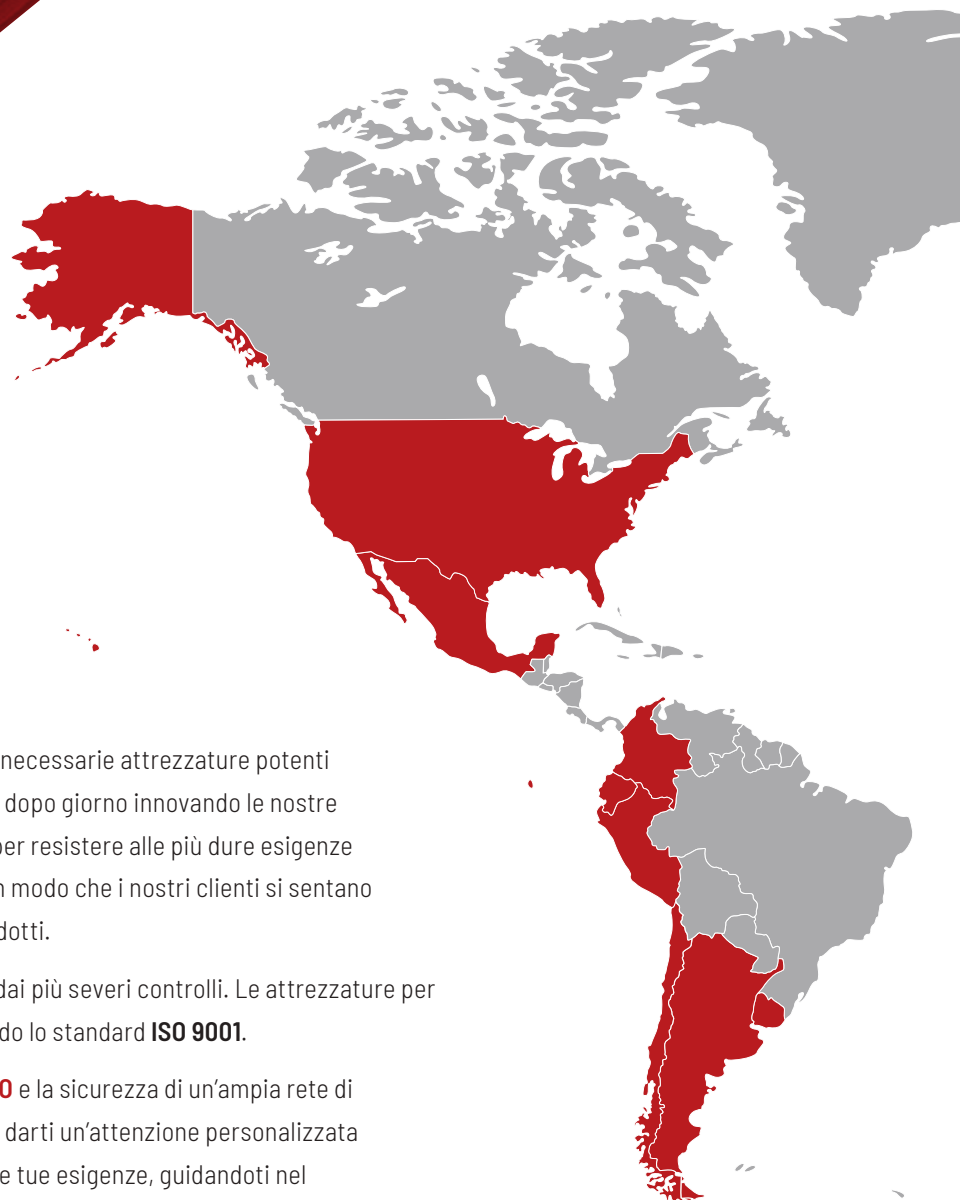 necessarie attrezzature potenti
dopo giorno innovando le nostre
per resistere alle più dure esigenze
modo che i nostri clienti si sentano
dotti.
dai più severi controlli. Le attrezzature per
do lo standard ISO 9001.
O e la sicurezza di un’ampia rete di
darti un’attenzione personalizzata
e tue esigenze, guidandoti nel